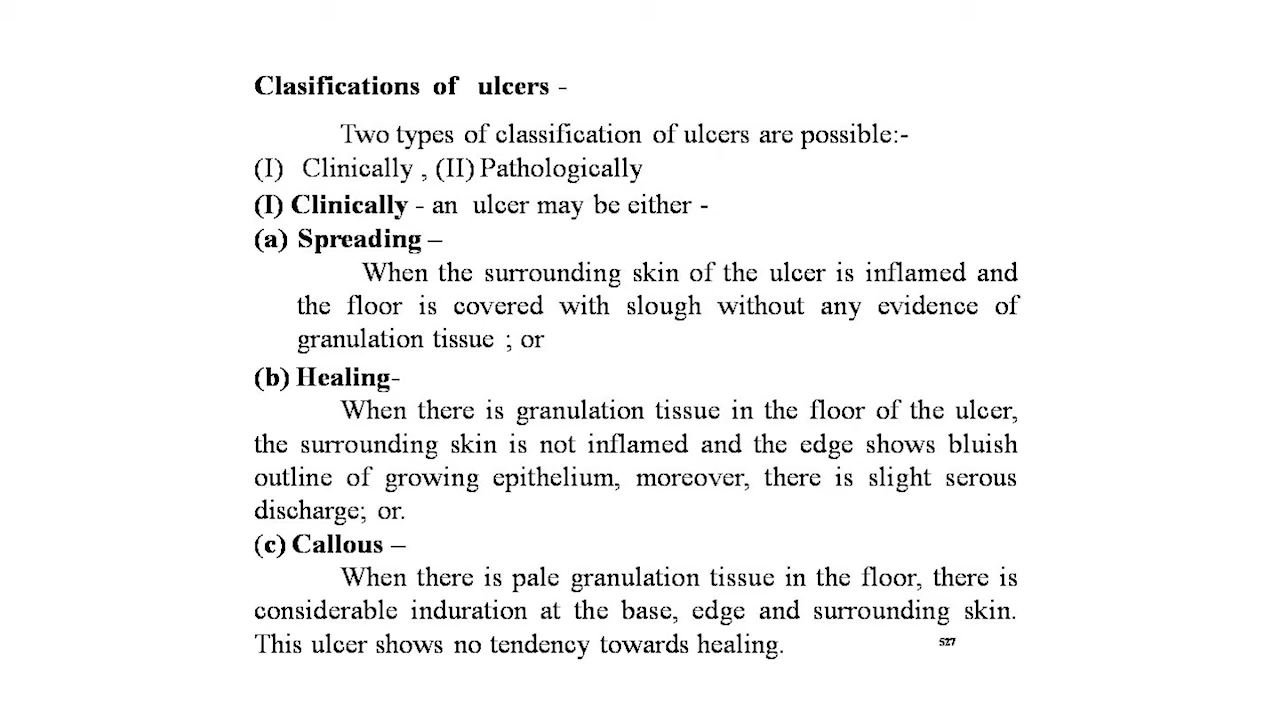 Clasifications of ulcers -
Two types of classification of ulcers are possible:-
(I) Clinically , (II) Pathologically
(I) Clinically - an ulcer may be either -
(a) Spreading –
When the surrounding skin of the ulcer is inflamed and
the floor is covered with slough without any evidence of
granulation tissue ; or
(b) Healing-
When there is granulation tissue in the floor of the ulcer,
the surrounding skin is not inflamed and the edge shows bluish
outline of growing epithelium, moreover, there is slight serous
discharge; or.
(c) Callous –
When there is pale granulation tissue in the floor, there is
considerable induration at the base, edge and surrounding skin.
This ulcer shows no tendency towards healing.
527